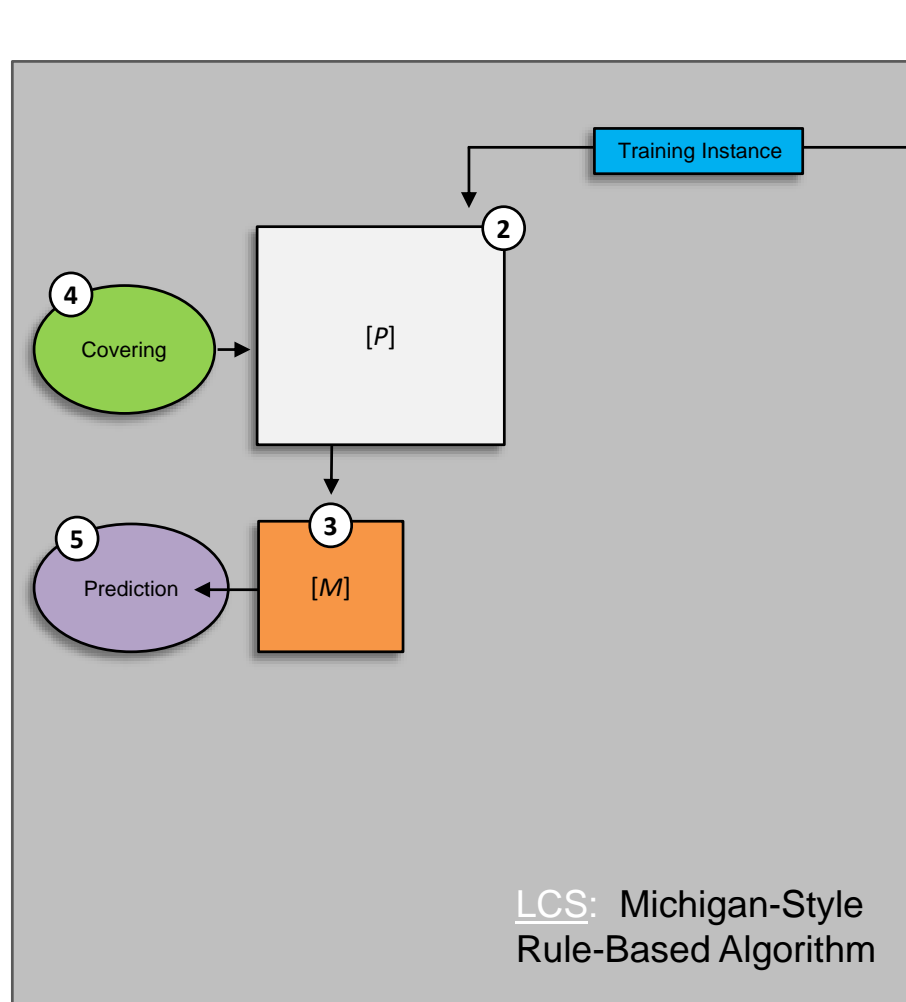 Training Instance
2
4
Covering
[P]
3
5
Prediction
[M]
LCS: Michigan-Style
Rule-Based Algorithm